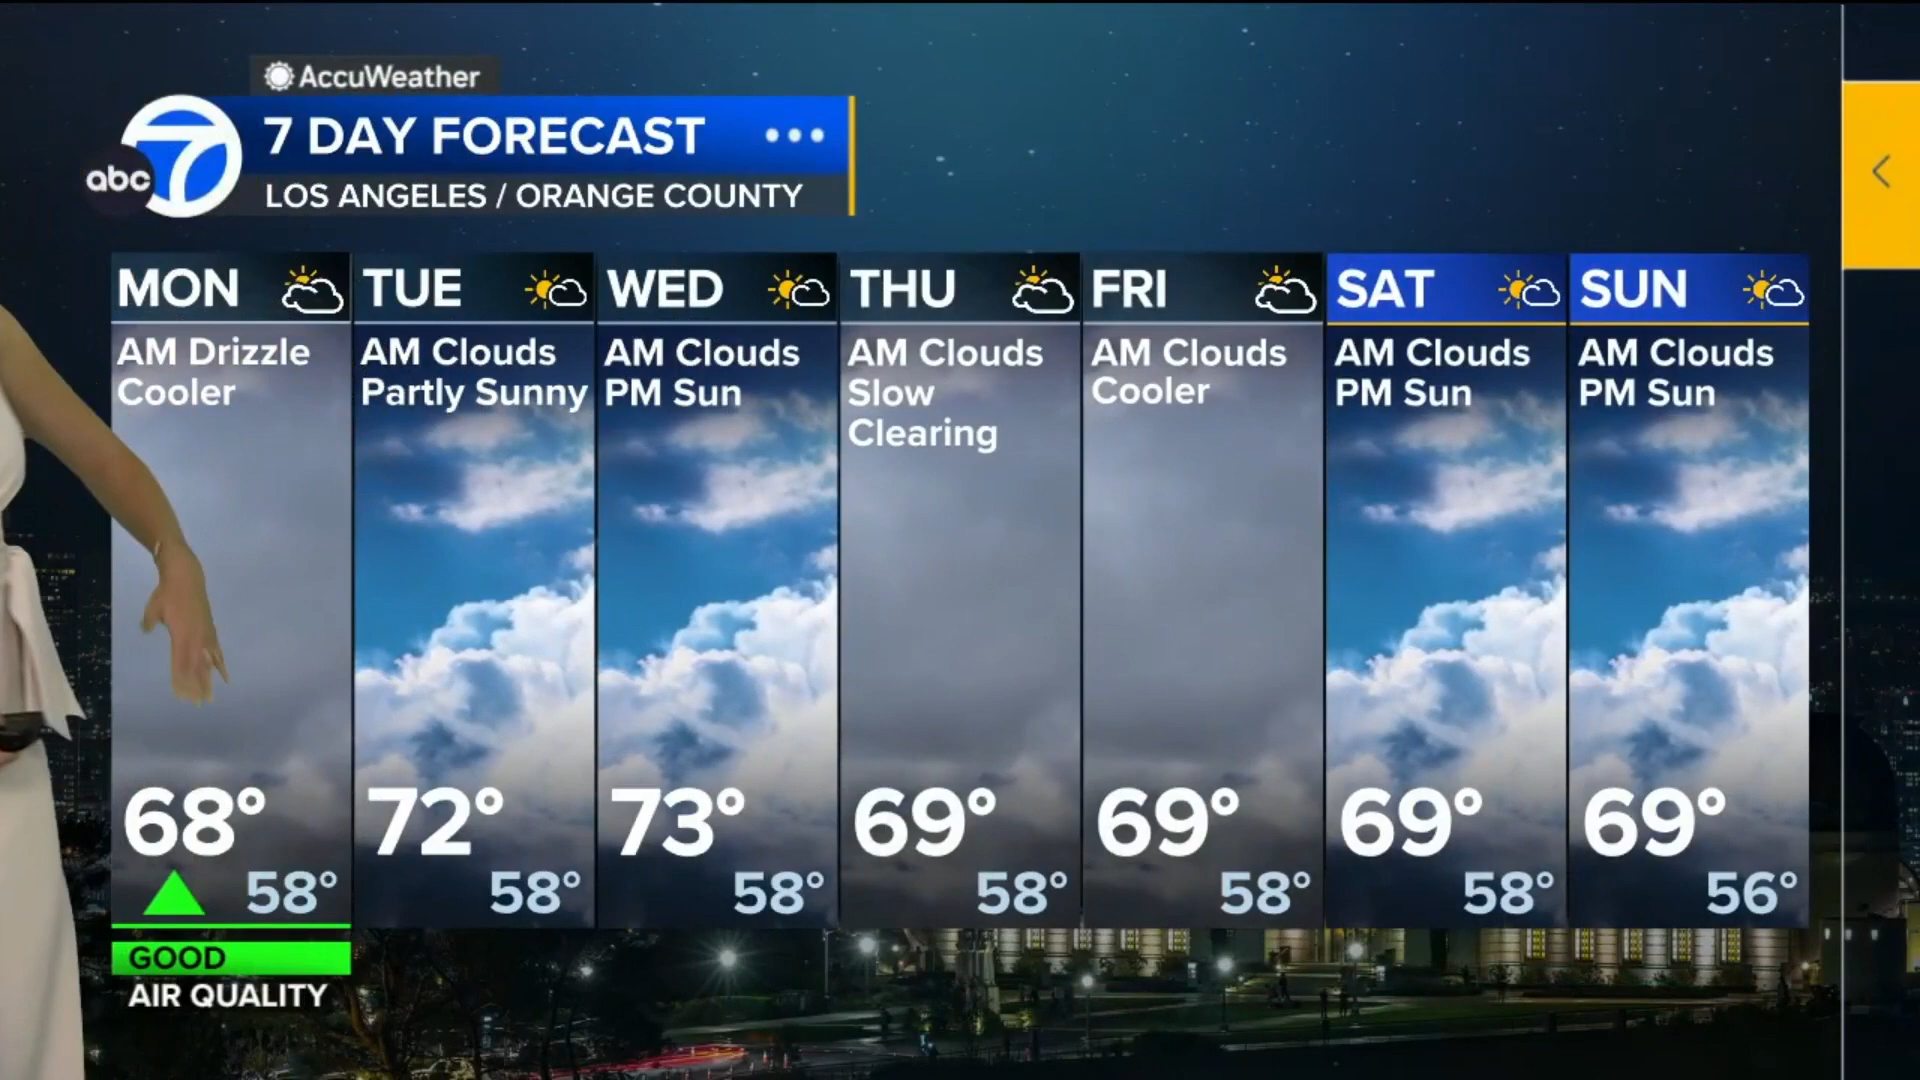 AccuWeather
abc 7
7 DAY FORECAST
LOS ANGELES / ORANGE COUNTY
MON
AM Drizzle
Cooler
68°
58°
GOOD
AIR QUALITY
TUE
AM Clouds
Partly Sunny
72°
58°
WED
AM Clouds
PM Sun
73°
58°
THU
AM Clouds
Slow
Clearing
69°
58°
FRI
AM Clouds
Cooler
69°
58°
SAT
AM Clouds
PM Sun
69°
58°
SUN
AM Clouds
PM Sun
69°
56°